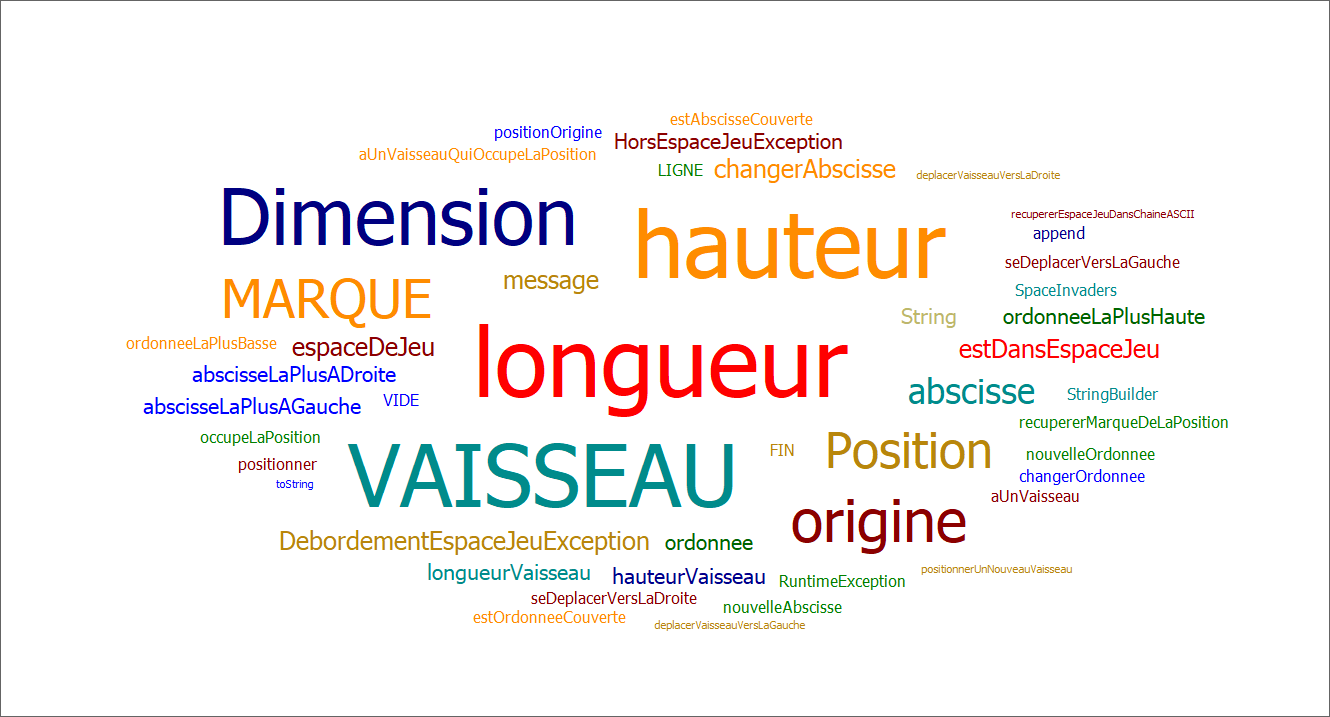 estAbscisseCouverte
positionOrigine
HorsEspaceJeuException
aUnVaisseauQuiOccupeLaPosition
LIGNE changerAbscisse
deplacerVaisseauVersLaDroite
Dimension
recupererEspaceJeuDansChaineASCII
append
hauteur
seDeplacerVersLaGauche
message
SpaceInvaders
MARQUE
String
ordonneeLaPlusHaute
ordonneeLaPlusBasse
espaceDeJeu
estDansEspaceJeu
longueur
abscisseLaPlusADroite
abscisse
StringBuilder
VIDE
abscisseLaPlusAGauche
recupererMarqueDeLaPosition
occupeLaPosition
FIN
Position
nouvelleOrdonnee
positionner
VAISSEAU
changerOrdonnee
toString
aUnVaisseau
origine
DebordementEspaceJeuException
ordonnee
positionnerUnNouveauVaisseau
longueurVaisseau
hauteurVaisseau
RuntimeException
seDeplacerVersLaDroite
nouvelleAbscisse
estOrdonneeCouverte
deplacerVaisseauVersLaGauche